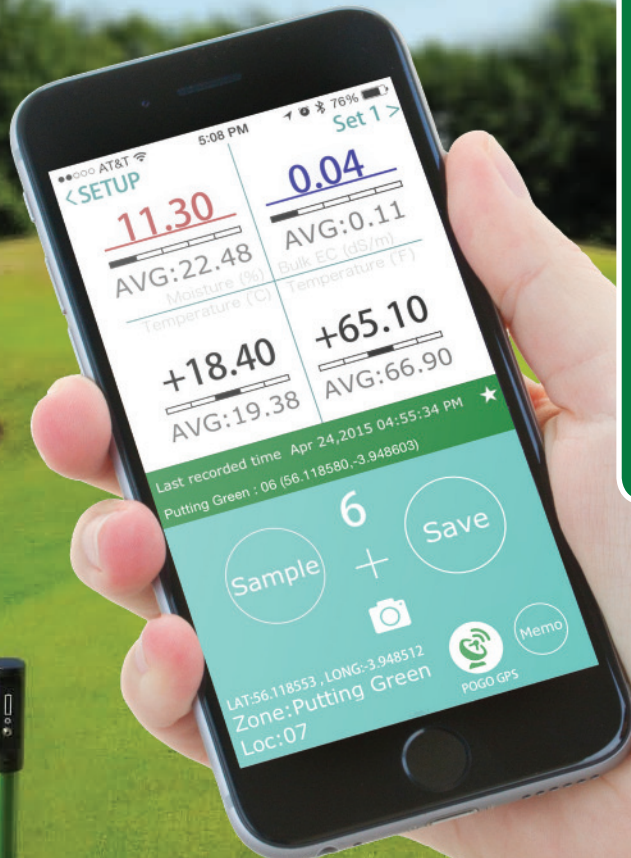 ●●○○○ AT&T 5:08 PM 76%
<SETUP Set 1 >
11.30
AVG:22.48
Moisture (%)
0.04
AVG:0.11
Bulk EC (dS/m)
Temperature (°C)
+18.40
AVG:19.38
Temperature (°F)
+65.10
AVG:66.90
Last recorded time Apr 24,2015 04:55:34 PM
Putting Green : 06 (56.118580,-3.948603)
6
Sample
+
Save
LAT:56.118553 , LONG:-3.948512
Zone:Putting Green
Loc:07
POGO GPS
Memo